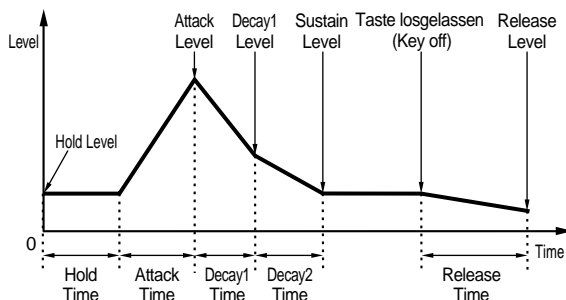 Attack Level
Decay1 Level
Sustain Level
Taste losgelassen (Key off)
Release Level
Level
Hold Level
0
Time
Hold Time
Attack Time
Decay1 Time
Decay2 Time
Release Time